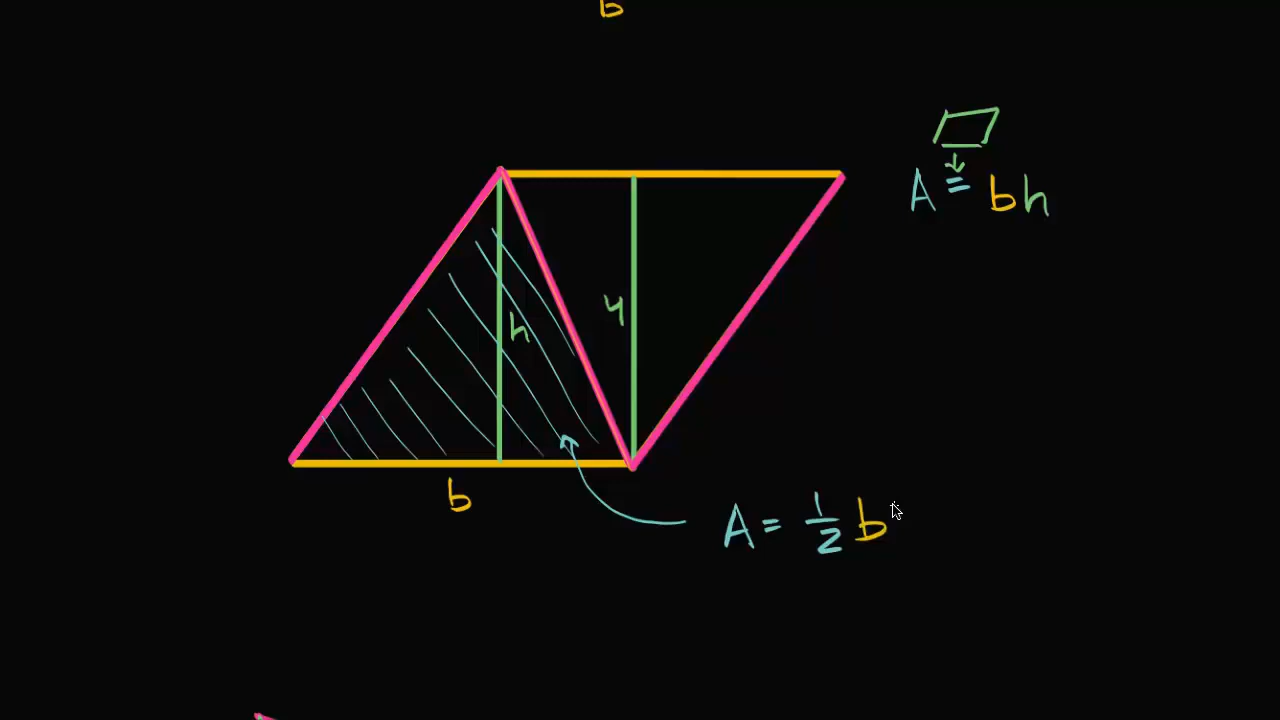 b
A = bh
h
h
b
A = 1/2 b